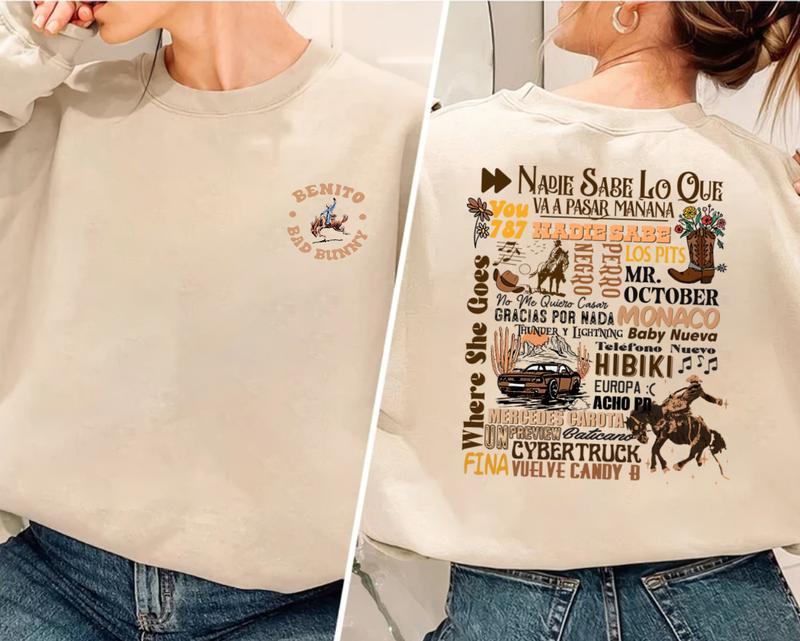 BENITO
• BAD BUNNY •
NADIE SABE LO QUE
VA A PASAR MAÑANA
You
787
NADIE SABE
PERRO
NEGRO
LOS PITS
MR.
OCTOBER
No Me Quiero Casar
GRACIAS POR NADA
MONACO
THUNDER Y LIGHTNING
Baby Nueva
Teléfono Nuevo
Where She Goes
HIBIKI
EUROPA :(
ACHO PR
MERCEDES CAROTA
UN PREVIEW
Baticano
CYBERTRUCK
FINA
VUELVE CANDY B